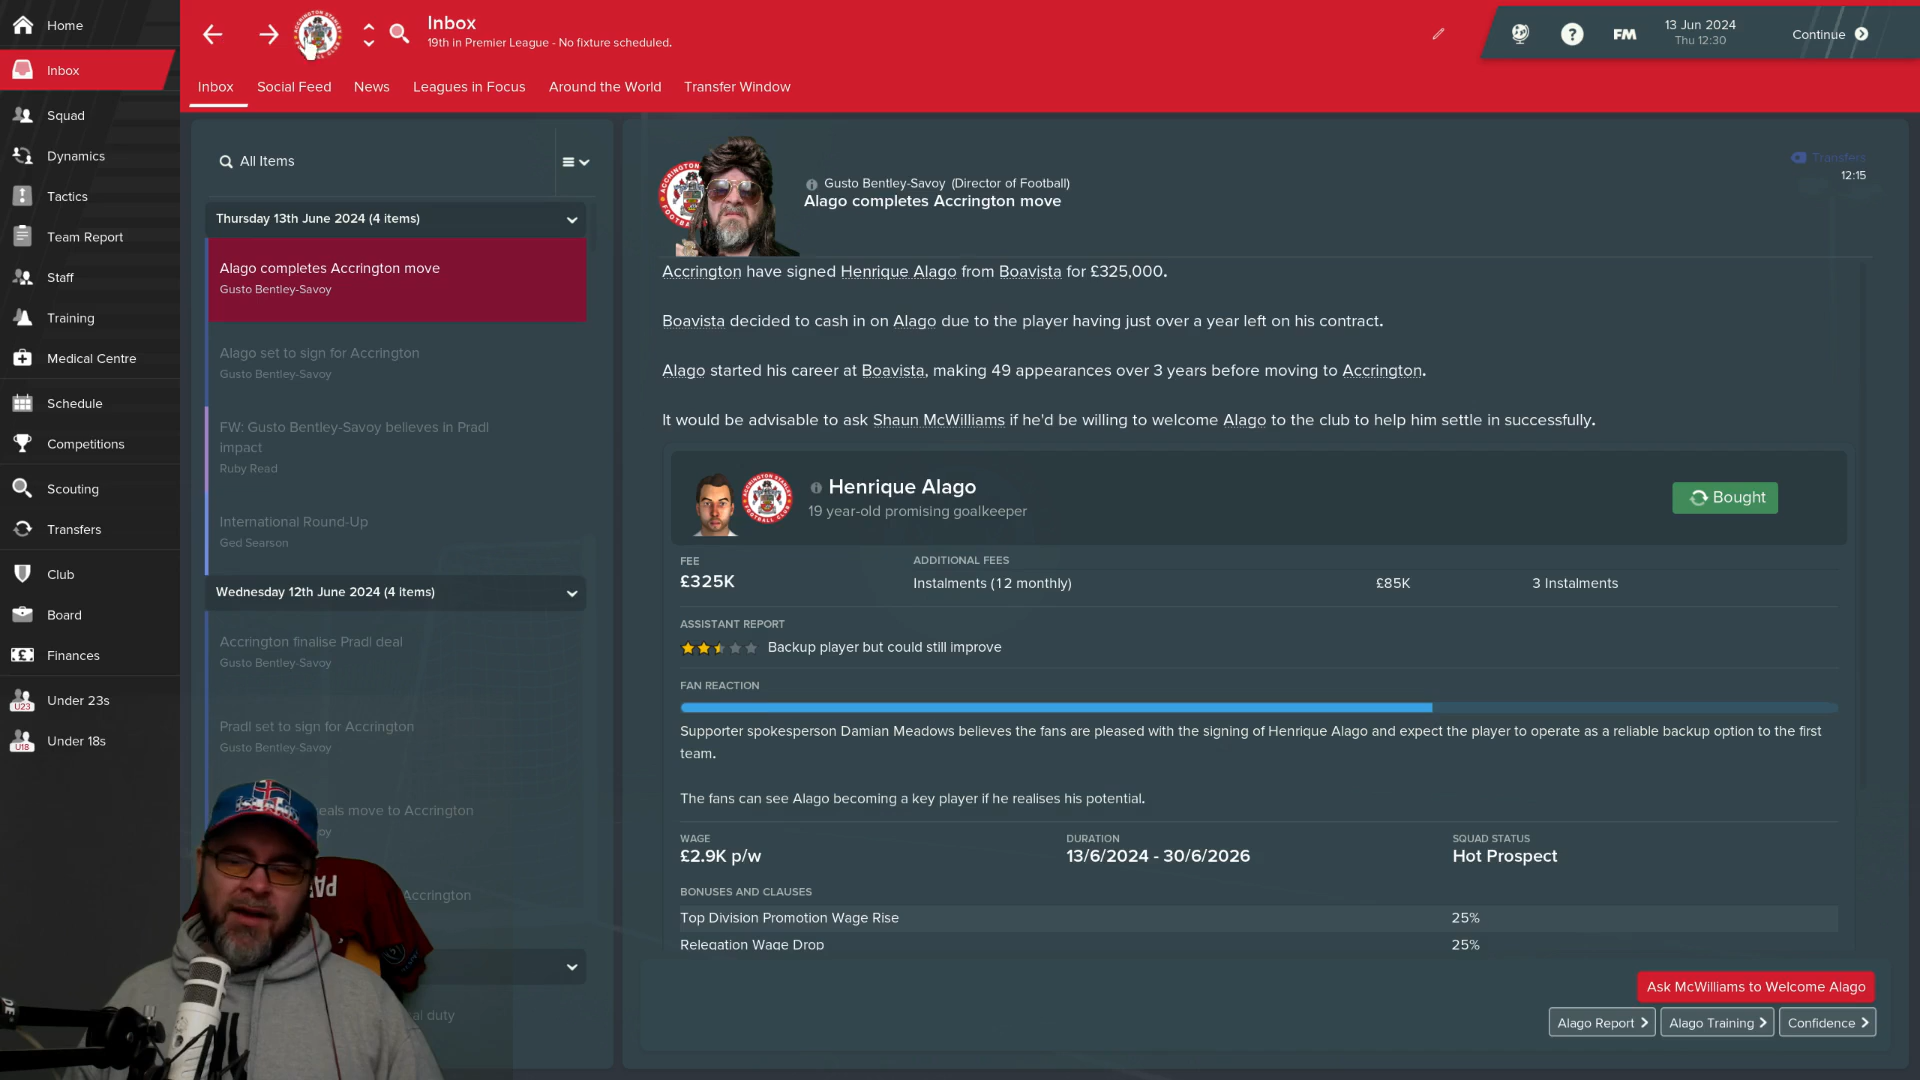 Home
Inbox
Squad
Dynamics
Tactics
Team Report
Staff
Training
Medical Centre
Schedule
Competitions
Scouting
Transfers
Club
Board
Finances
U23
Under 23s
U18
Under 18s
Inbox
19th in Premier League - No fixture scheduled.
FM
13 Jun 2024
Thu 12:30
Continue
Inbox
Social Feed
News
Leagues in Focus
Around the World
Transfer Window
All Items
Thursday 13th June 2024 (4 items)
Alago completes Accrington move
Gusto Bentley-Savoy
Alago set to sign for Accrington
Gusto Bentley-Savoy
FW: Gusto Bentley-Savoy believes in Pradl
impact
Ruby Read
International Round-Up
Ged Searson
Wednesday 12th June 2024 (4 items)
Accrington finalise Pradl deal
Gusto Bentley-Savoy
Pradl set to sign for Accrington
Gusto Bentley-Savoy
eals move to Accrington
oy
Accrington
al duty
Gusto Bentley-Savoy (Director of Football)
Alago completes Accrington move
Transfers
12:15
Accrington have signed Henrique Alago from Boavista for £325,000.
Boavista decided to cash in on Alago due to the player having just over a year left on his contract.
Alago started his career at Boavista, making 49 appearances over 3 years before moving to Accrington.
It would be advisable to ask Shaun McWilliams if he'd be willing to welcome Alago to the club to help him settle in successfully.
Henrique Alago
19 year-old promising goalkeeper
Bought
FEE
£325K
ADDITIONAL FEES
Instalments (12 monthly) £85K 3 Instalments
ASSISTANT REPORT
Backup player but could still improve
FAN REACTION
Supporter spokesperson Damian Meadows believes the fans are pleased with the signing of Henrique Alago and expect the player to operate as a reliable backup option to the first
team.
The fans can see Alago becoming a key player if he realises his potential.
WAGE
£2.9K p/w
DURATION
13/6/2024 - 30/6/2026
SQUAD STATUS
Hot Prospect
BONUSES AND CLAUSES
Top Division Promotion Wage Rise 25%
Relegation Wage Drop 25%
Ask McWilliams to Welcome Alago
Alago Report
Alago Training
Confidence